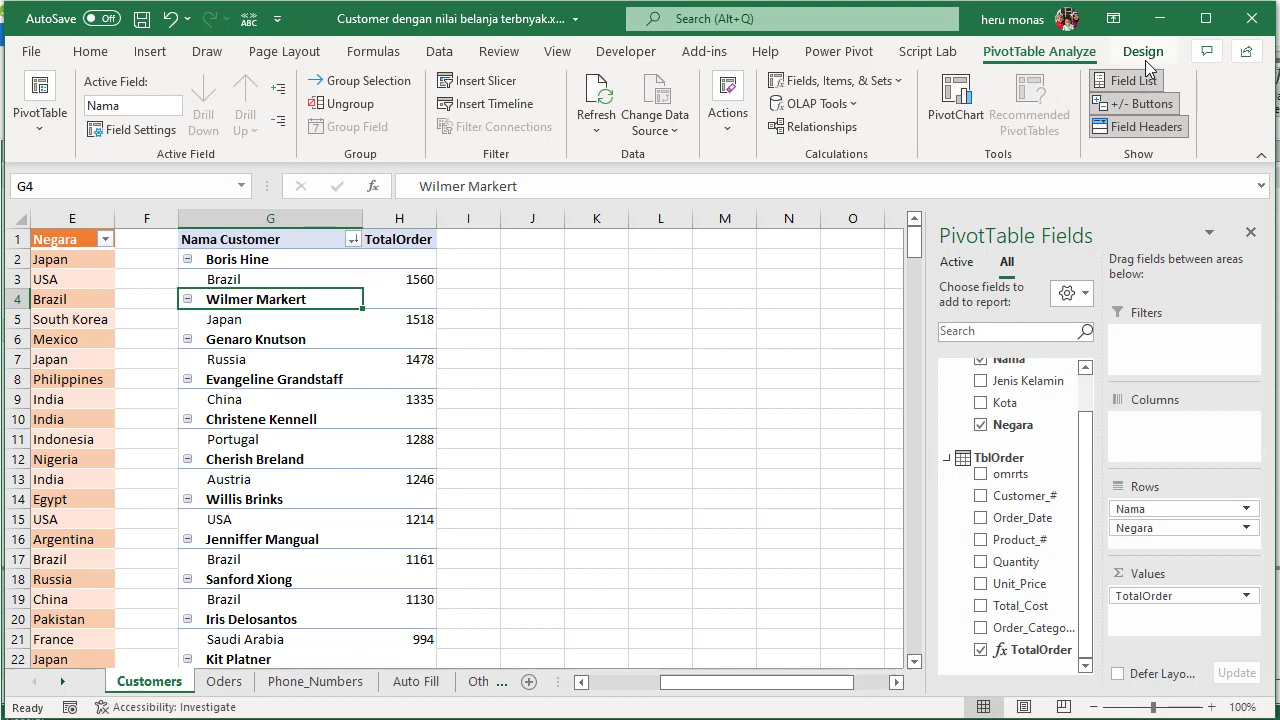 AutoSave Off Customer dengan nilai belanja terbnyak.x... Search (Alt+Q) heru monas
File Home Insert Draw Page Layout Formulas Data Review View Developer Add-ins Help Power Pivot Script Lab PivotTable Analyze Design
PivotTable
Active Field:
Nama
Field Settings
Drill Down
Drill Up
Active Field
Group Selection
Ungroup
Group Field
Group
Insert Slicer
Insert Timeline
Filter Connections
Filter
Refresh
Change Data Source
Data
Actions
Fields, Items, & Sets
OLAP Tools
Relationships
Calculations
PivotChart
Recommended PivotTables
Tools
Field List
+/- Buttons
Field Headers
Show
G4 fx Wilmer Markert
E F G H I J K L M N O
1 Negara Nama Customer TotalOrder
2 Japan Boris Hine
3 USA Brazil 1560
4 Brazil Wilmer Markert
5 South Korea Japan 1518
6 Mexico Genaro Knutson
7 Japan Russia 1478
8 Philippines Evangeline Grandstaff
9 India China 1335
10 India Christene Kennell
11 Indonesia Portugal 1288
12 Nigeria Cherish Breland
13 India Austria 1246
14 Egypt Willis Brinks
15 USA USA 1214
16 Argentina Jenniffer Mangual
17 Brazil Brazil 1161
18 Russia Sanford Xiong
19 China Brazil 1130
20 Pakistan Iris Delosantos
21 France Saudi Arabia 994
22 Japan Kit Platner
PivotTable Fields
Active All
Choose fields to add to report:
Search
Nama
Jenis Kelamin
Kota
Negara
TblOrder
omrrts
Customer_#
Order_Date
Product_#
Quantity
Unit_Price
Total_Cost
Order_Catego...
fx TotalOrder
Drag fields between areas below:
Filters
Columns
Rows
Nama
Negara
Σ Values
TotalOrder
Defer Layo... Update
Customers Oders Phone_Numbers Auto Fill Oth ...
Ready Accessibility: Investigate 100%